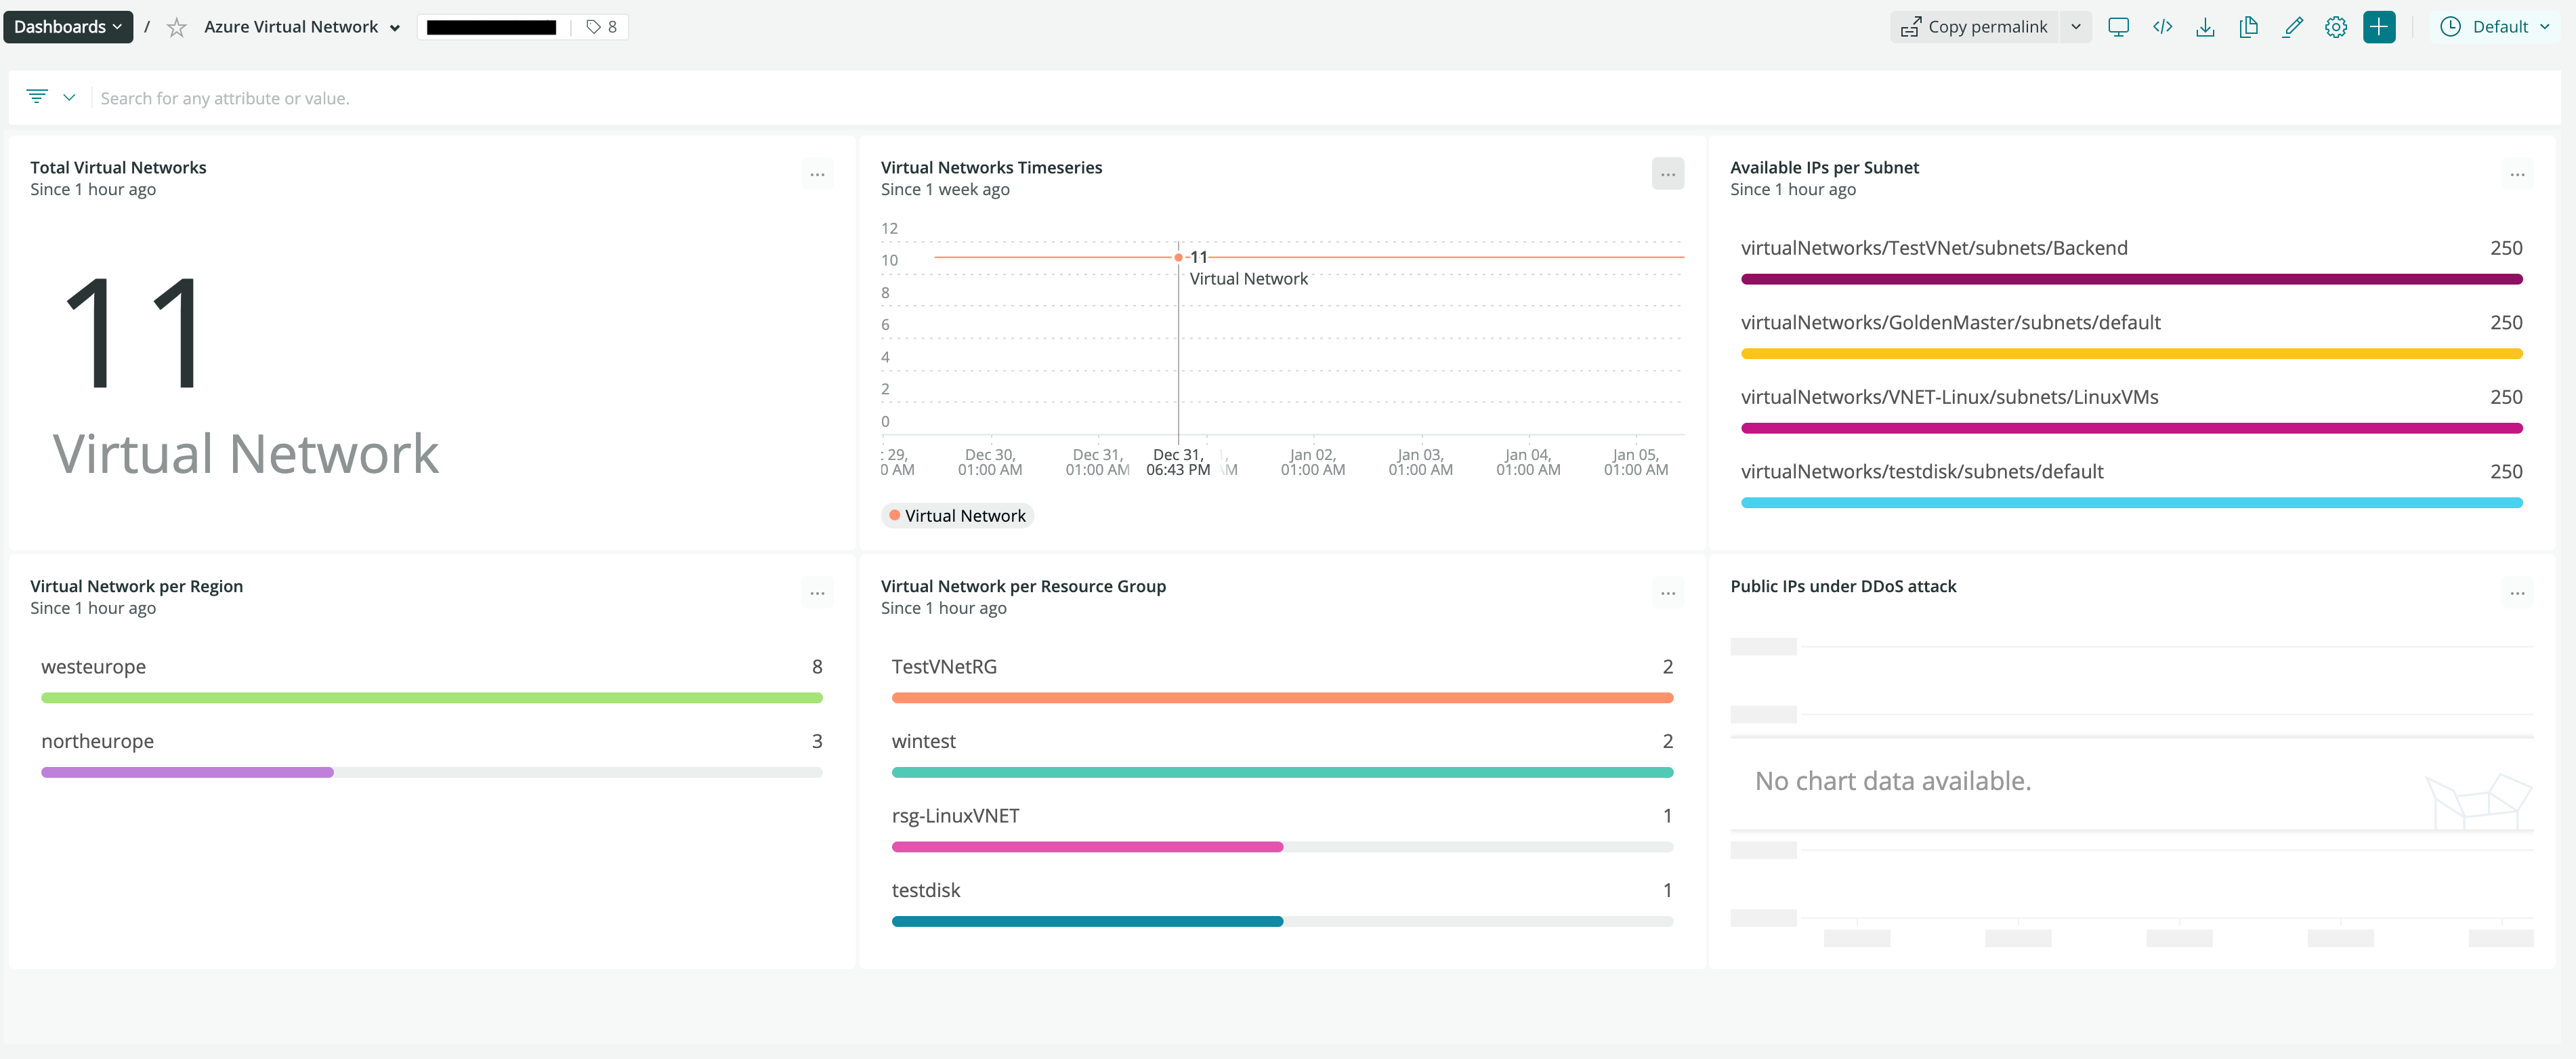 Dashboards / Azure Virtual Network 8 Copy permalink Default
Search for any attribute or value.
Total Virtual Networks
Since 1 hour ago
11
Virtual Network
Virtual Networks Timeseries
Since 1 week ago
12
10
8
6
4
2
0
11
Virtual Network
: 29, Dec 30, Dec 31, Dec 31, Jan 02, Jan 03, Jan 04, Jan 05,
0 AM 01:00 AM 01:00 AM 06:43 PM 01:00 AM 01:00 AM 01:00 AM 01:00 AM
Virtual Network
Available IPs per Subnet
Since 1 hour ago
virtualNetworks/TestVNet/subnets/Backend 250
virtualNetworks/GoldenMaster/subnets/default 250
virtualNetworks/VNET-Linux/subnets/LinuxVMs 250
virtualNetworks/testdisk/subnets/default 250
Virtual Network per Region
Since 1 hour ago
westeurope 8
northeurope 3
Virtual Network per Resource Group
Since 1 hour ago
TestVNetRG 2
wintest 2
rsg-LinuxVNET 1
testdisk 1
Public IPs under DDoS attack
No chart data available.